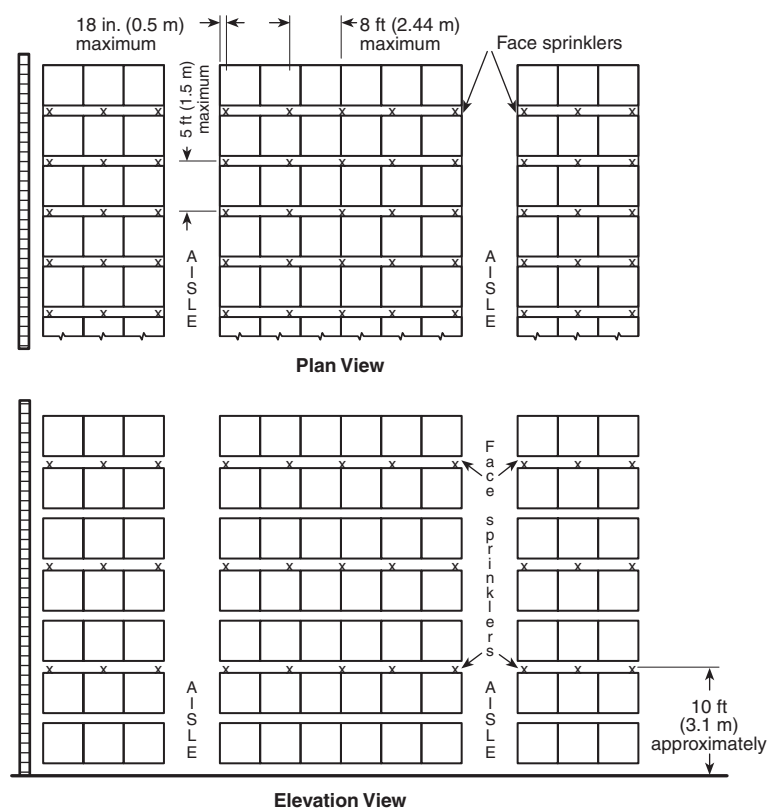 18 in. (0.5 m)
maximum
8 ft (2.44 m)
maximum
Face sprinklers
5 ft (1.5 m)
maximum
x x x x x x x x x x x
x x x x x x x x x x x
x x x x x x x x x x x
x x x x x x x x x x x
x x x x x x x x x x x
AISLE
AISLE
Plan View
x x x x x x x x x x x
x x x x x x x x x x x
x x x x x x x x x x x
Face sprinklers
AISLE
AISLE
10 ft
(3.1 m)
approximately
Elevation View